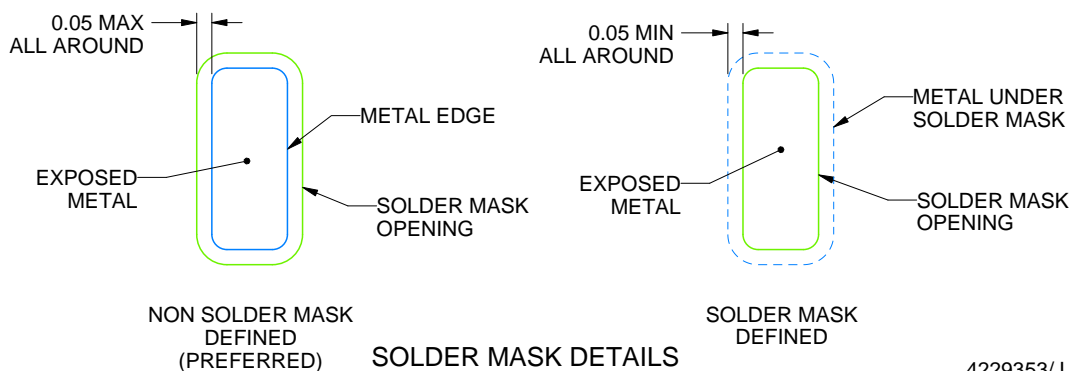 0.05 MAX
ALL AROUND
METAL EDGE
EXPOSED
METAL
SOLDER MASK
OPENING
NON SOLDER MASK
DEFINED
(PREFERRED)
0.05 MIN
ALL AROUND
METAL UNDER
SOLDER MASK
EXPOSED
METAL
SOLDER MASK
OPENING
SOLDER MASK
DEFINED
SOLDER MASK DETAILS